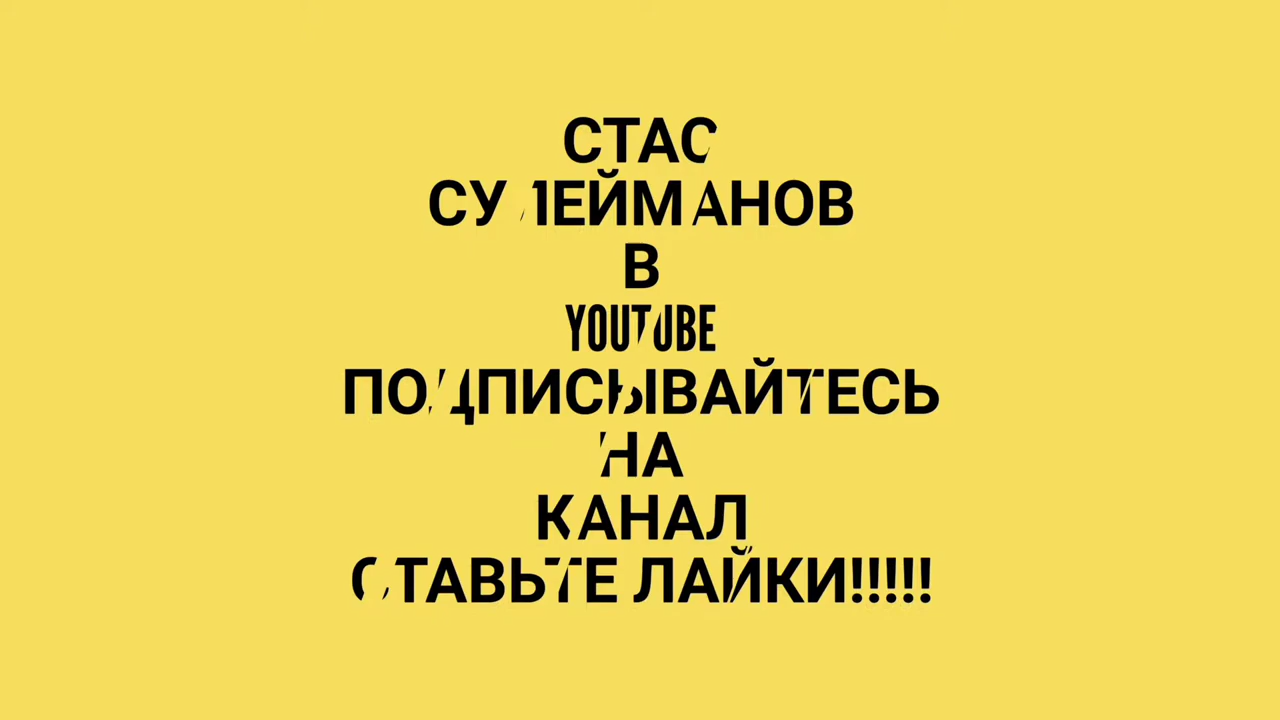 СТАС
СУЛЕЙМАНОВ
В
YOUTUBE
ПОДПИСЫВАЙТЕСЬ
НА
КАНАЛ
СТАВЬТЕ ЛАЙКИ!!!!!